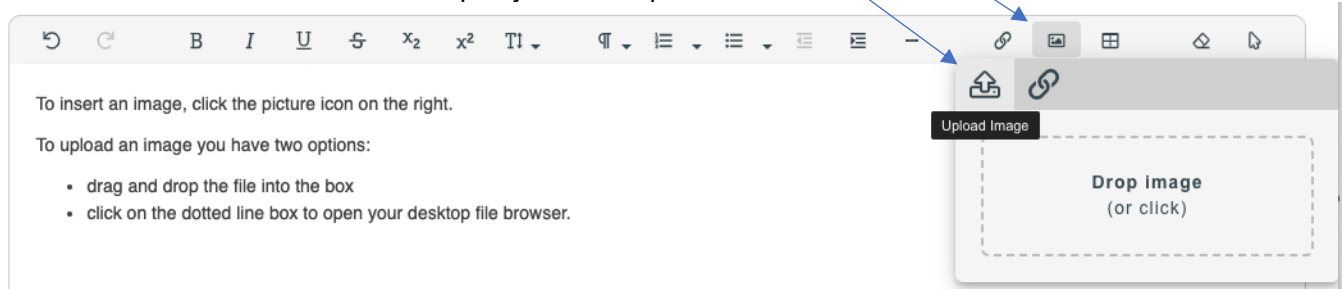 B I U S X₂ X² T
To insert an image, click the picture icon on the right.
To upload an image you have two options:
• drag and drop the file into the box
• click on the dotted line box to open your desktop file browser.
Upload Image
Drop image
(or click)